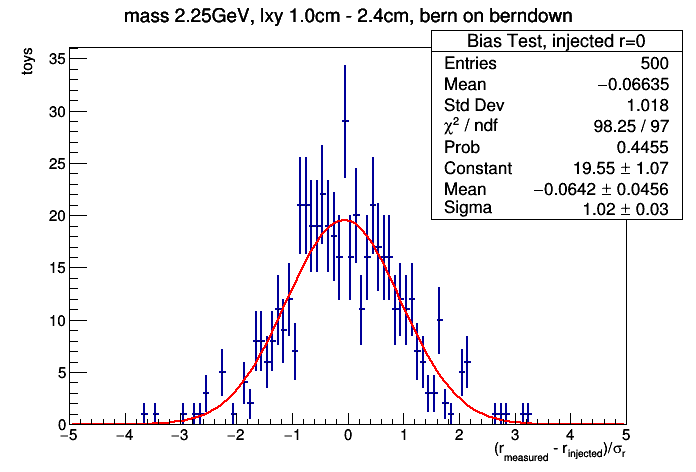 mass 2.25GeV, lxy 1.0cm - 2.4cm, bern on berndown
toys
Bias Test, injected r=0
Entries 500
Mean −0.06635
Std Dev 1.018
χ² / ndf 98.25 / 97
Prob 0.4455
Constant 19.55 ± 1.07
Mean −0.0642 ± 0.0456
Sigma 1.02 ± 0.03
35
30
25
20
15
10
5
0
−5 −4 −3 −2 −1 0 1 2 3 4 5
(r_measured - r_injected)/σ_r